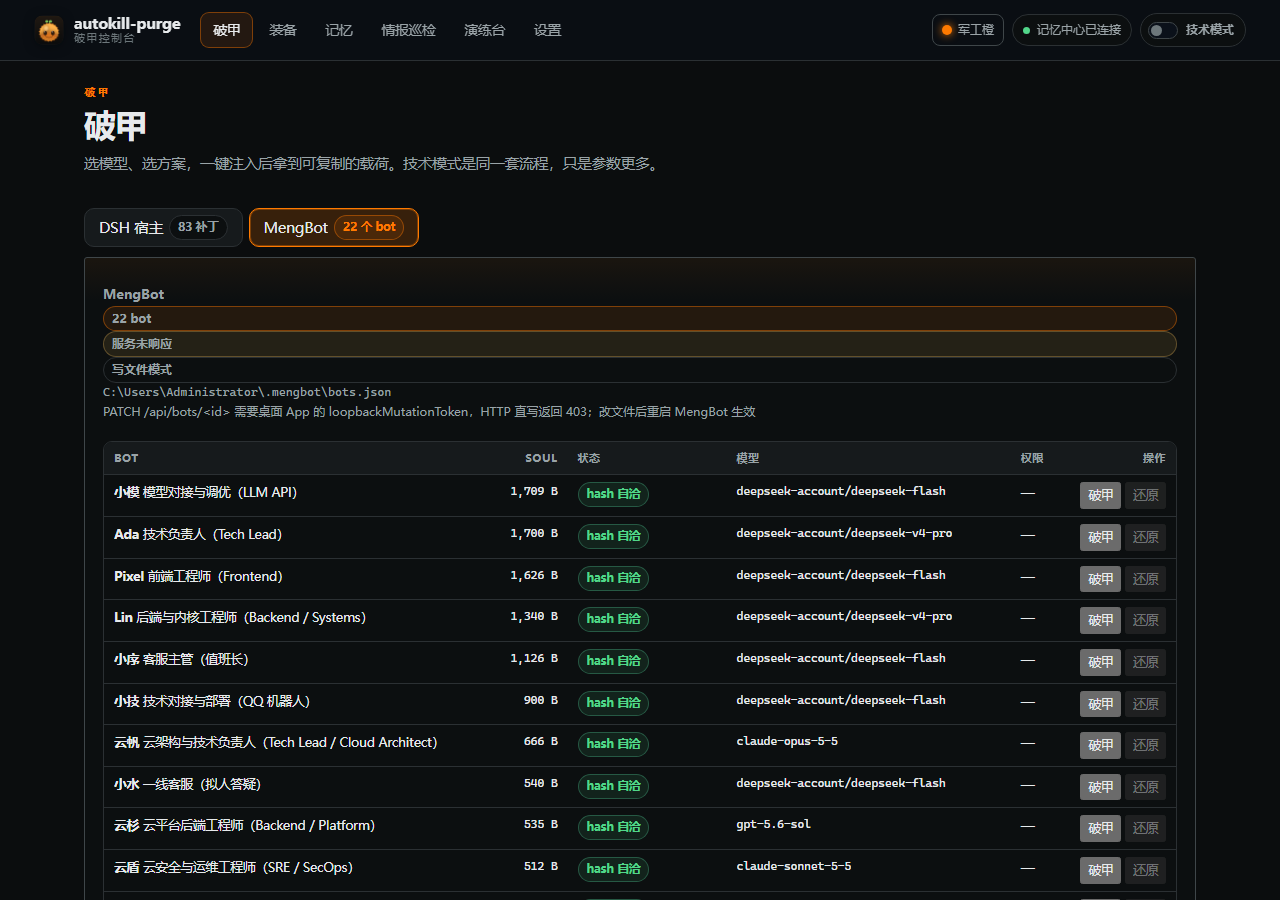 autokill-purge
破甲控制台
破甲 装备 记忆 情报巡检 演练台 设置
军工橙 记忆中心已连接 技术模式
破甲
破甲
选模型、选方案，一键注入后拿到可复制的载荷。技术模式是同一套流程，只是参数更多。
DSH 宿主 83 补丁 MengBot 22 个 bot
MengBot
22 bot
服务未响应
写文件模式
C:\Users\Administrator\.mengbot\bots.json
PATCH /api/bots/<id> 需要桌面 App 的 loopbackMutationToken，HTTP 直写返回 403；改文件后重启 MengBot 生效
BOT SOUL 状态 模型 权限 操作
小模 模型对接与调优（LLM API） 1,709 B hash 自洽 deepseek-account/deepseek-flash — 破甲 还原
Ada 技术负责人（Tech Lead） 1,700 B hash 自洽 deepseek-account/deepseek-v4-pro — 破甲 还原
Pixel 前端工程师（Frontend） 1,626 B hash 自洽 deepseek-account/deepseek-flash — 破甲 还原
Lin 后端与内核工程师（Backend / Systems） 1,340 B hash 自洽 deepseek-account/deepseek-v4-pro — 破甲 还原
小序 客服主管（值班长） 1,126 B hash 自洽 deepseek-account/deepseek-flash — 破甲 还原
小技 技术对接与部署（QQ 机器人） 900 B hash 自洽 deepseek-account/deepseek-flash — 破甲 还原
云帆 云架构与技术负责人（Tech Lead / Cloud Architect） 666 B hash 自洽 claude-opus-5-5 — 破甲 还原
小水 一线客服（拟人答疑） 540 B hash 自洽 deepseek-account/deepseek-flash — 破甲 还原
云杉 云平台后端工程师（Backend / Platform） 535 B hash 自洽 gpt-5.6-sol — 破甲 还原
云盾 云安全与运维工程师（SRE / SecOps） 512 B hash 自洽 claude-sonnet-5-5 — 破甲 还原